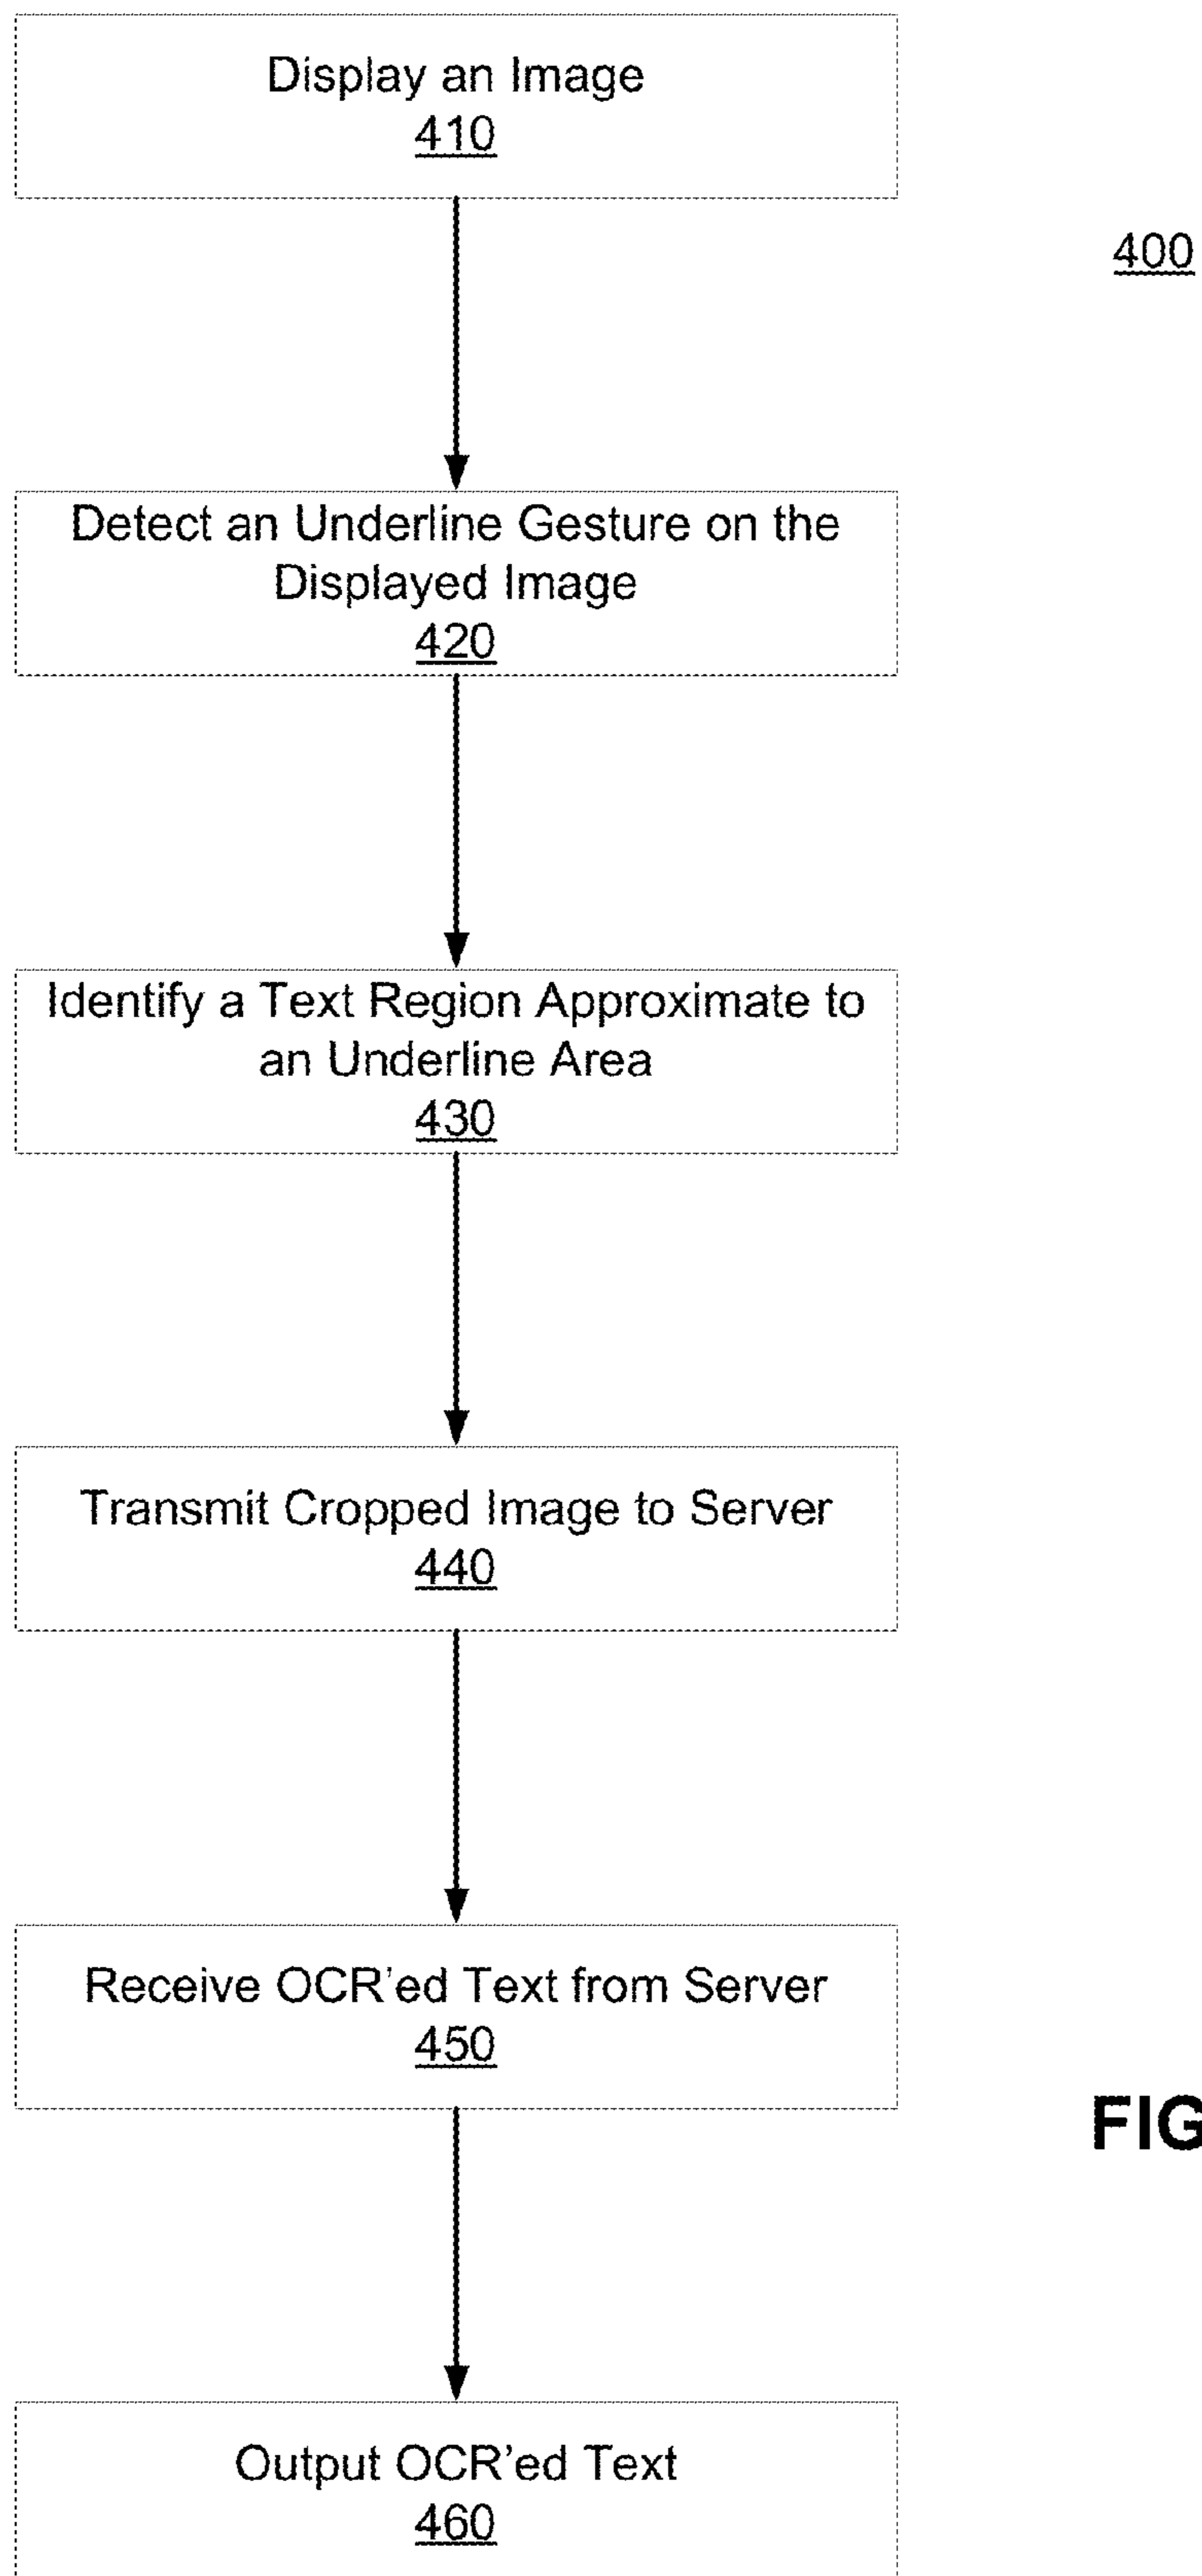 Display an Image
410
400
Detect an Underline Gesture on the
Displayed Image
420
Identify a Text Region Approximate to
an Underline Area
430
Transmit Cropped Image to Server
440
Receive OCR'ed Text from Server
450
FIG
Output OCR'ed Text
460